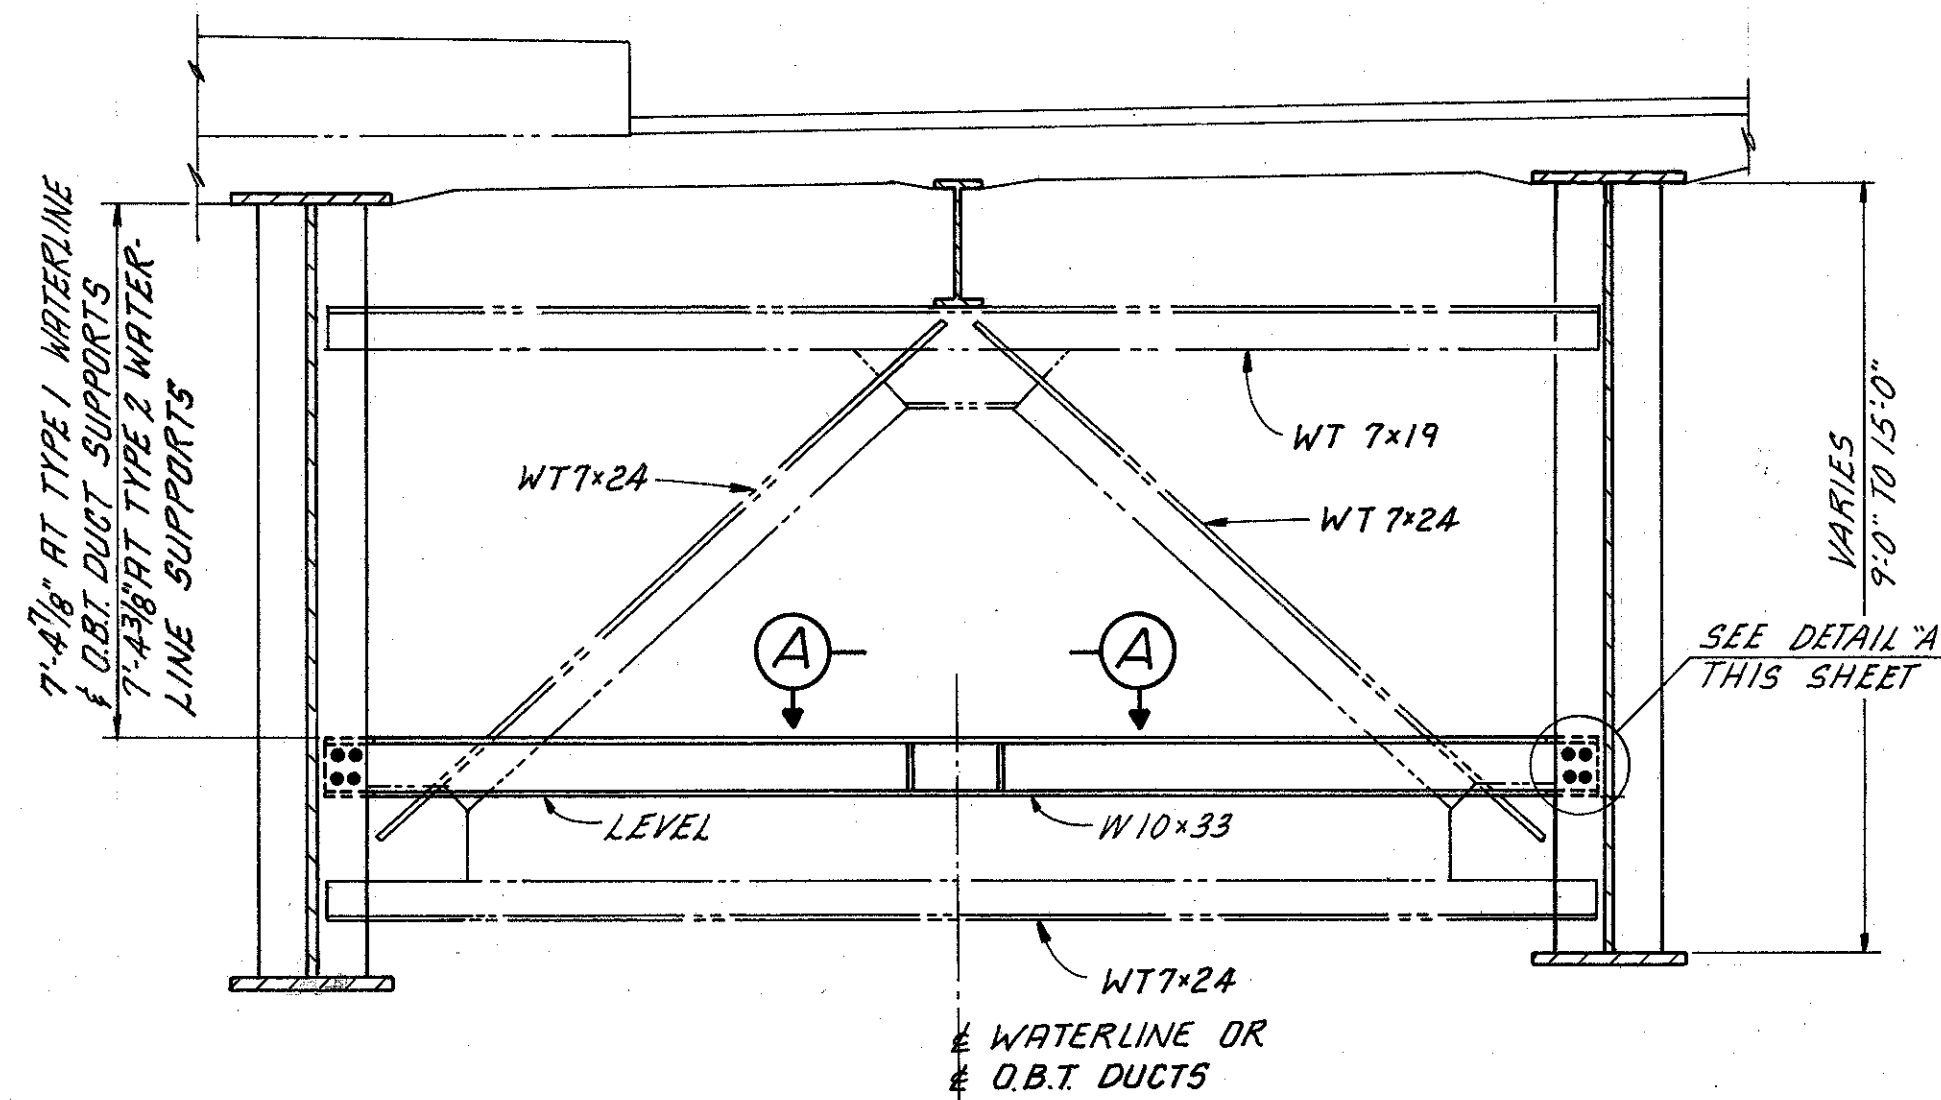 7'-4 7/8" AT TYPE 1 WATERLINE
& O.B.T. DUCT SUPPORTS
7'-4 3/8" AT TYPE 2 WATER-
LINE SUPPORTS
WT 7×19
WT7×24
WT 7×24
VARIES
9'-0" TO 15'-0"
A
A
SEE DETAIL "A
THIS SHEET
LEVEL
W10×33
WT7×24
℄ WATERLINE OR
℄ O.B.T. DUCTS